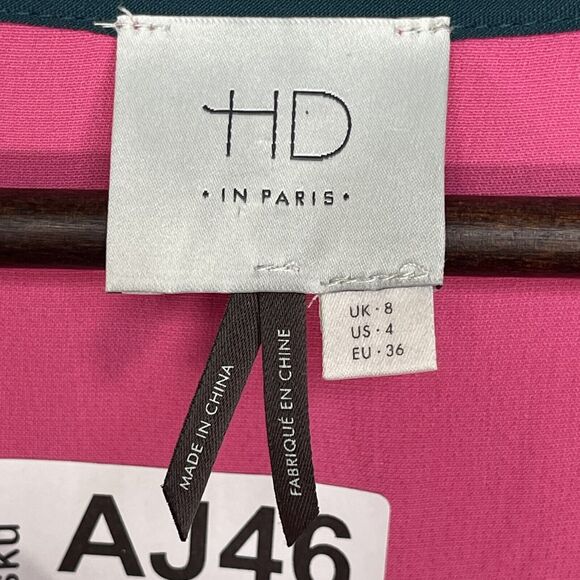 HD
• IN PARIS •
UK • 8
US • 4
EU • 36
MADE IN CHINA
FABRIQUÉ EN CHINE
sku
AJ46